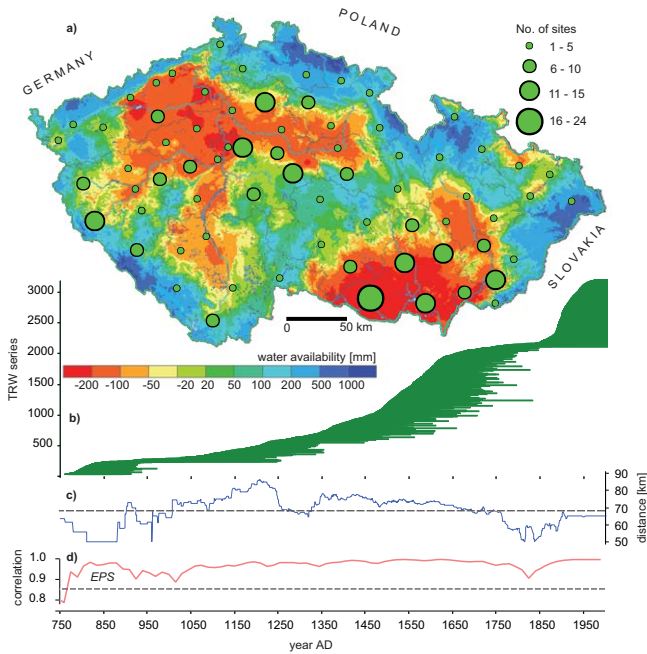 a)
POLAND
GERMANY
SLOVAKIA
No. of sites
1 - 5
6 - 10
11 - 15
16 - 24
0 50 km
water availability [mm]
-200 -100 -50 -20 20 50 100 200 500 1000
TRW series
3000
2500
2000
1500
1000
500
b)
c)
distance [km]
90
80
70
60
50
d)
EPS
correlation
1.0
0.9
0.8
750 850 950 1050 1150 1250 1350 1450 1550 1650 1750 1850 1950
year AD